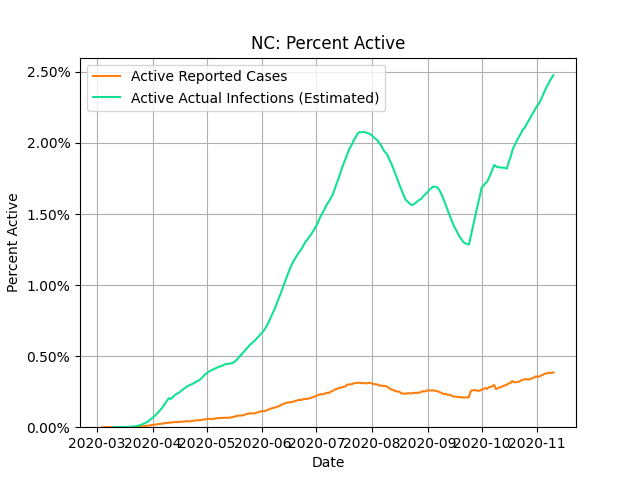 NC: Percent Active
Active Reported Cases
Active Actual Infections (Estimated)
Percent Active
2.50%
2.00%
1.50%
1.00%
0.50%
0.00%
2020-03 2020-04 2020-05 2020-06 2020-07 2020-08 2020-09 2020-10 2020-11
Date